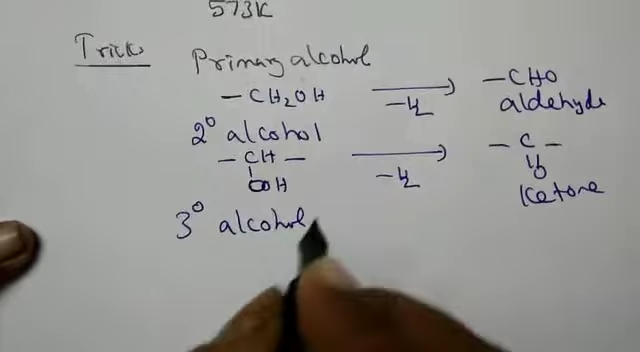 573K
Trick Primary alcohol
—CH2OH —H2→ —CHO
aldehyde
2° alcohol
—CH— —H2→ —C—
OH O
Ketone
3° alcohol